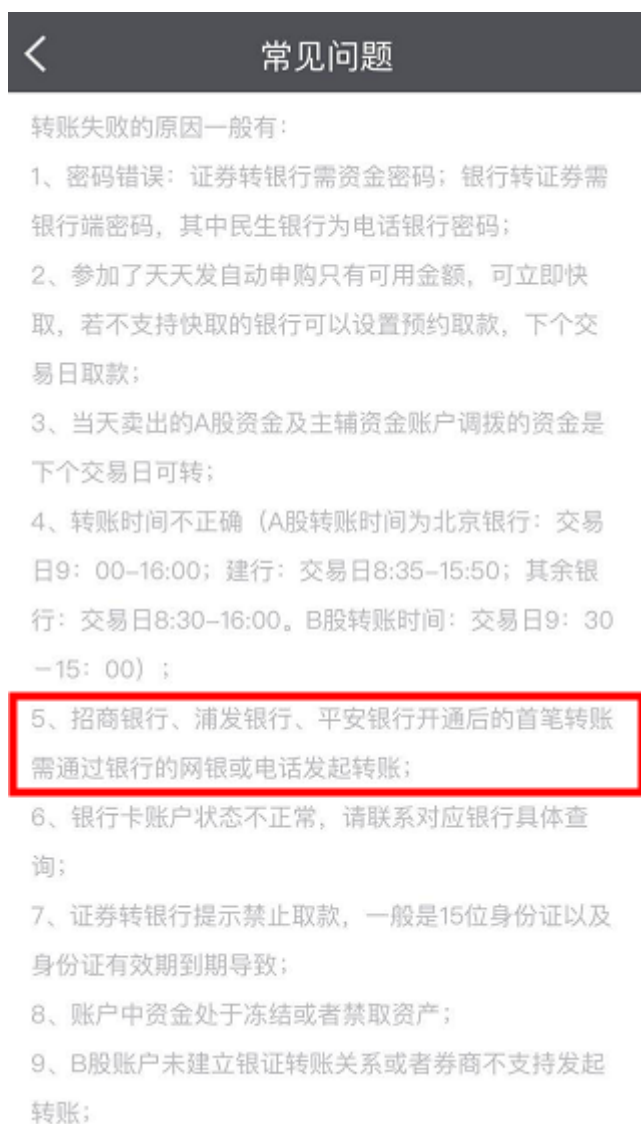 常见问题
转账失败的原因一般有：
1、密码错误：证券转银行需资金密码；银行转证券需
银行端密码，其中民生银行为电话银行密码；
2、参加了天天发自动申购只有可用金额，可立即快
取，若不支持快取的银行可以设置预约取款，下个交
易日取款；
3、当天卖出的A股资金及主辅资金账户调拨的资金是
下个交易日可转；
4、转账时间不正确（A股转账时间为北京银行：交易
日9：00-16:00；建行：交易日8:35-15:50；其余银
行：交易日8:30-16:00。B股转账时间：交易日9：30
-15：00）；
5、招商银行、浦发银行、平安银行开通后的首笔转账
需通过银行的网银或电话发起转账；
6、银行卡账户状态不正常，请联系对应银行具体查
询；
7、证券转银行提示禁止取款，一般是15位身份证以及
身份证有效期到期导致；
8、账户中资金处于冻结或者禁取资产；
9、B股账户未建立银证转账关系或者券商不支持发起
转账；